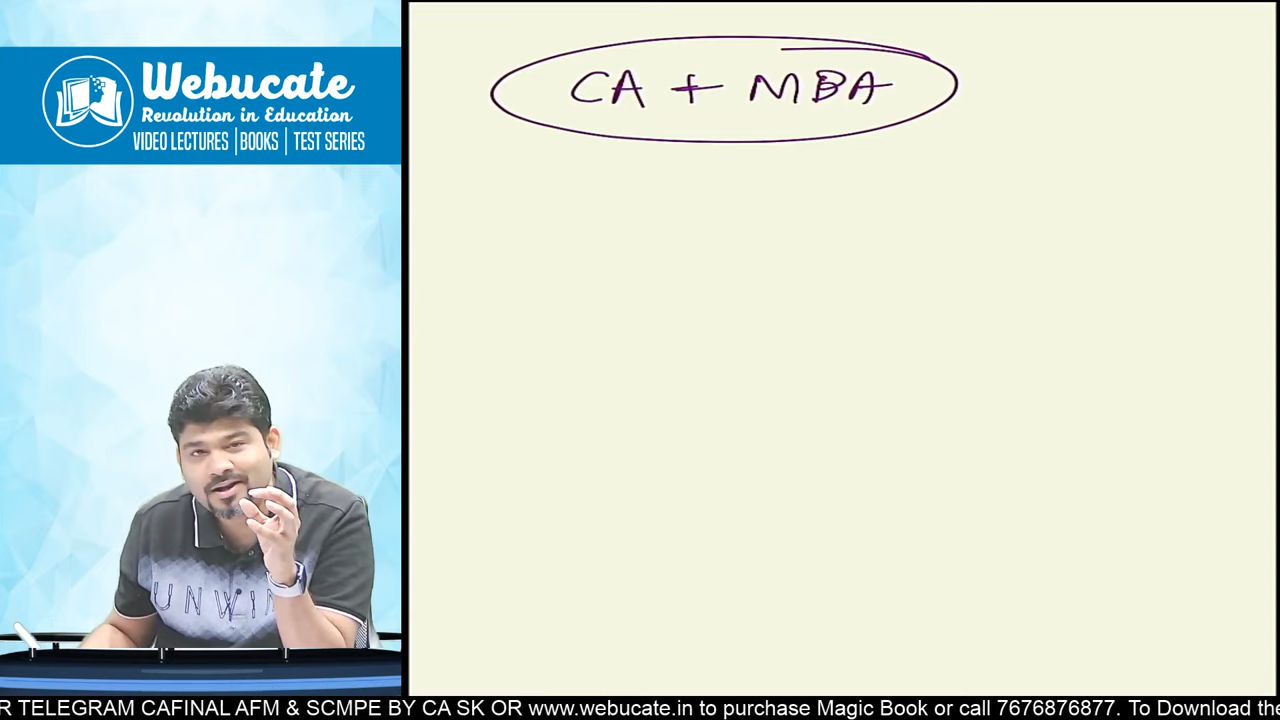 Webucate
Revolution in Education
VIDEO LECTURES | BOOKS | TEST SERIES
CA + MBA
UNWI
R TELEGRAM CAFINAL AFM & SCMPE BY CA SK OR www.webucate.in to purchase Magic Book or call 7676876877. To Download the